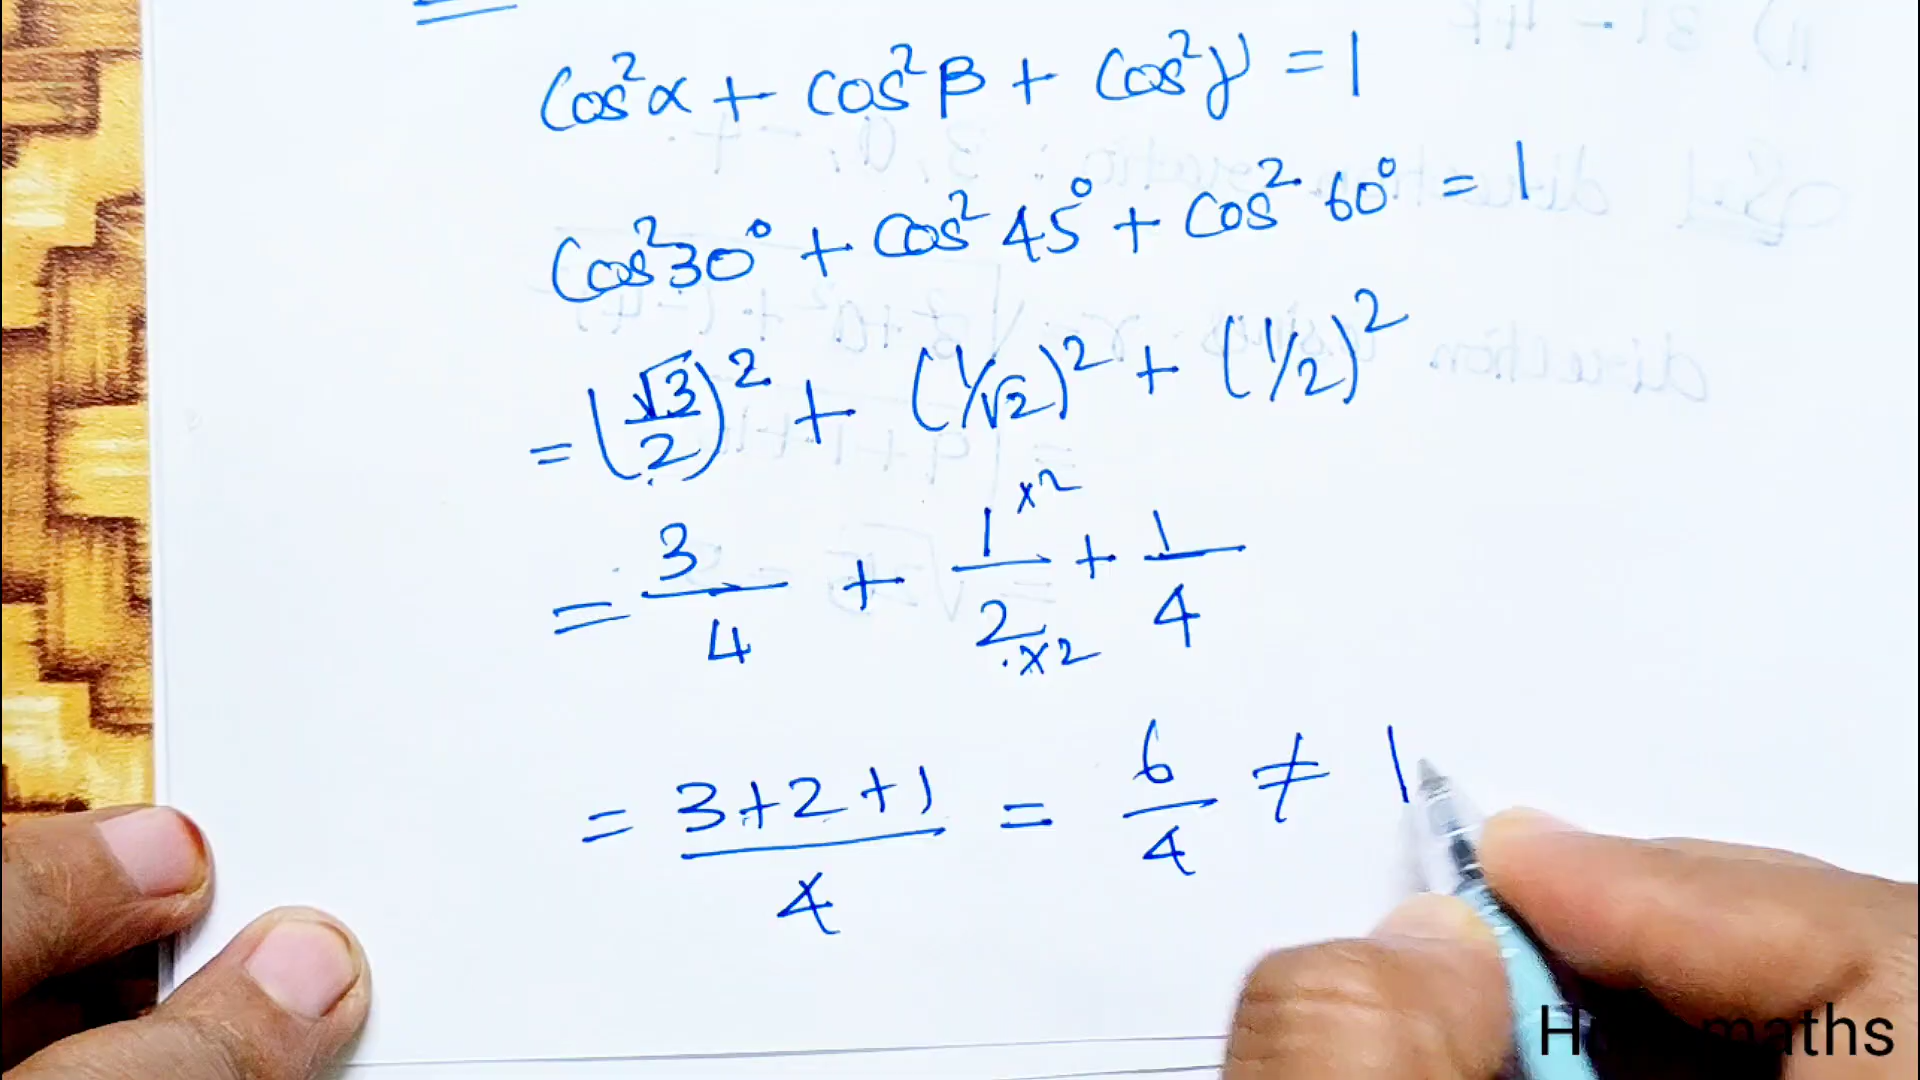 cos²α + cos²β + cos²γ = 1
cos²30° + cos²45° + cos²60° = 1
= (√3/2)² + (1/√2)² + (1/2)²
= 3/4 + 1×2/2×2 + 1/4
= 3+2+1/4 = 6/4 ≠ 1
maths